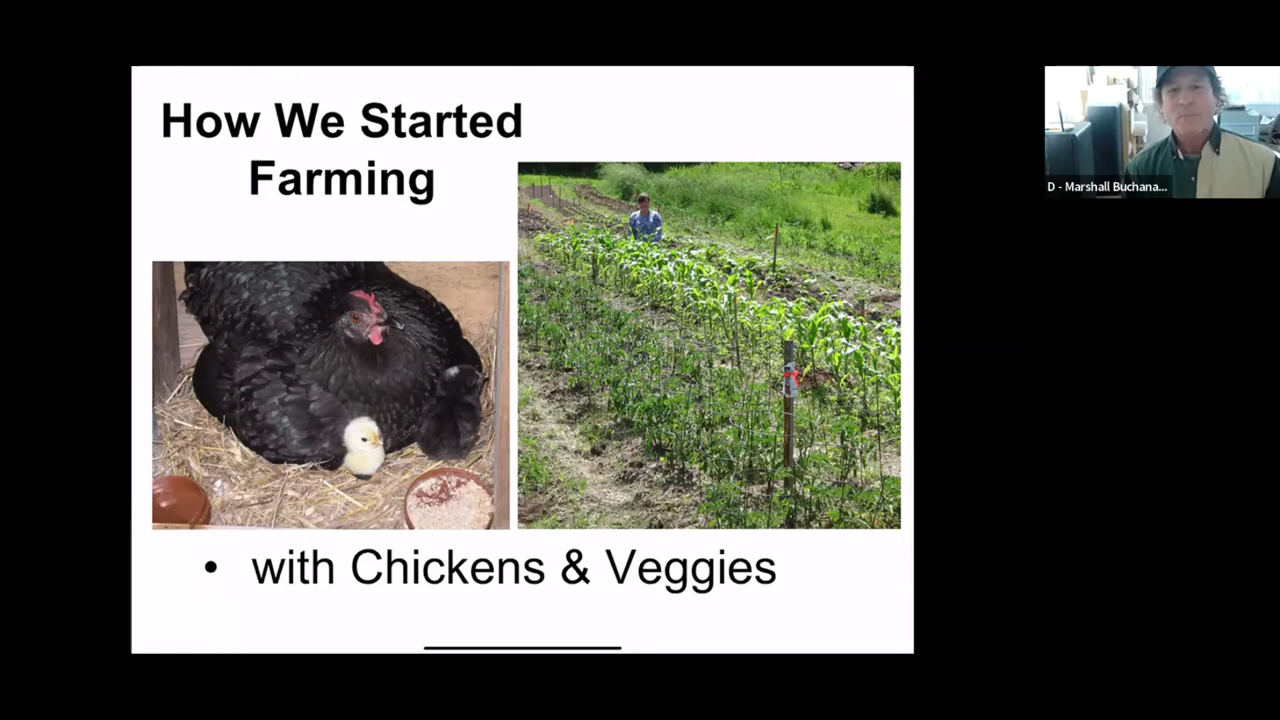 How We Started
Farming
D - Marshall Buchana...
• with Chickens & Veggies